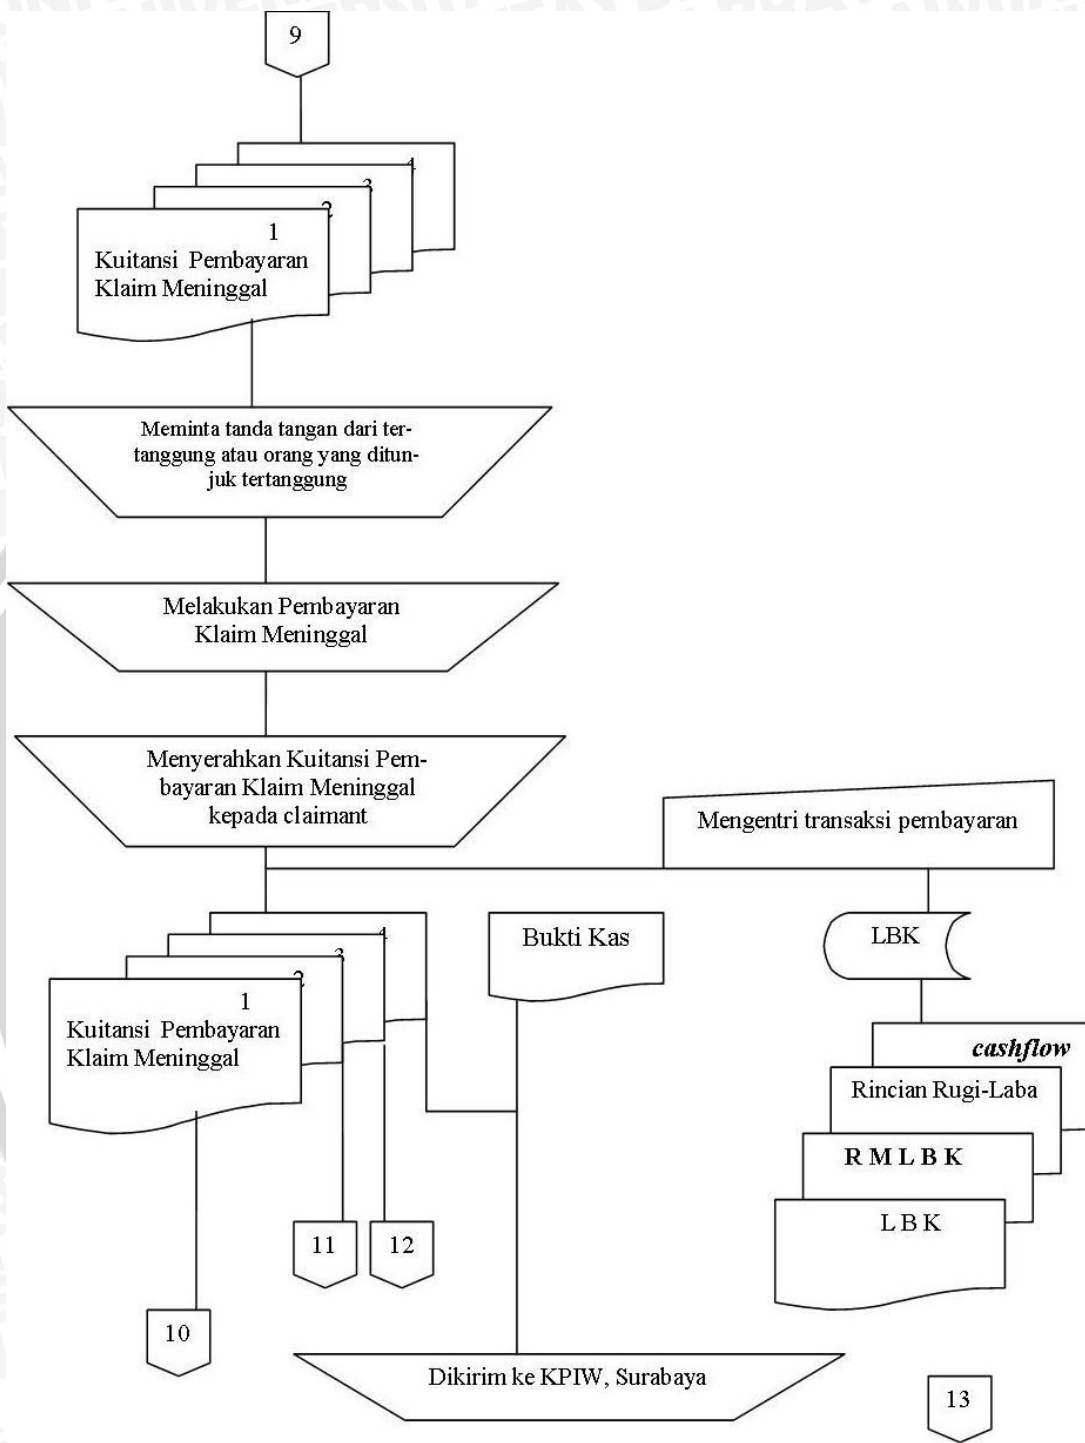 9
4
3
2
1
Kuitansi Pembayaran
Klaim Meninggal
Meminta tanda tangan dari ter-
tanggung atau orang yang ditun-
juk tertanggung
Melakukan Pembayaran
Klaim Meninggal
Menyerahkan Kuitansi Pem-
bayaran Klaim Meninggal
kepada claimant
Mengentri transaksi pembayaran
4
3
2
1
Kuitansi Pembayaran
Klaim Meninggal
Bukti Kas
LBK
cashflow
Rincian Rugi-Laba
R M L B K
L B K
11
12
10
Dikirim ke KPIW, Surabaya
13